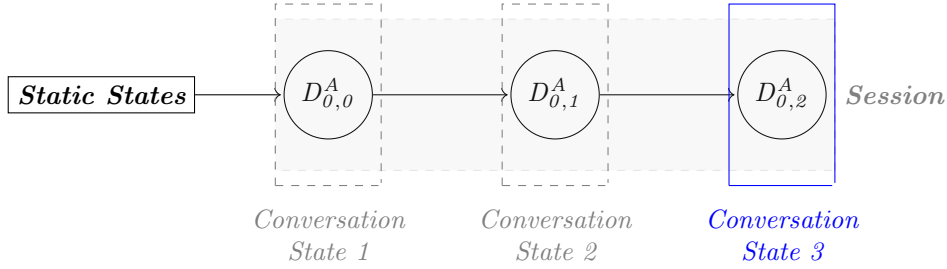 Static States
D^A_{0,0}
D^A_{0,1}
D^A_{0,2}
Session
Conversation
State 1
Conversation
State 2
Conversation
State 3